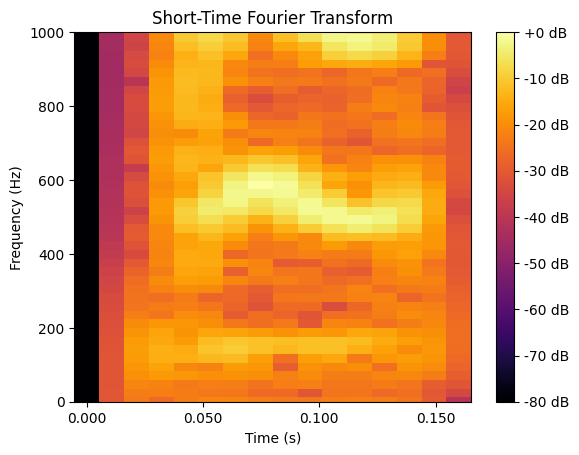 Short-Time Fourier Transform
1000
800
600
400
200
0
Frequency (Hz)
0.000
0.050
0.100
0.150
Time (s)
+0 dB
-10 dB
-20 dB
-30 dB
-40 dB
-50 dB
-60 dB
-70 dB
-80 dB